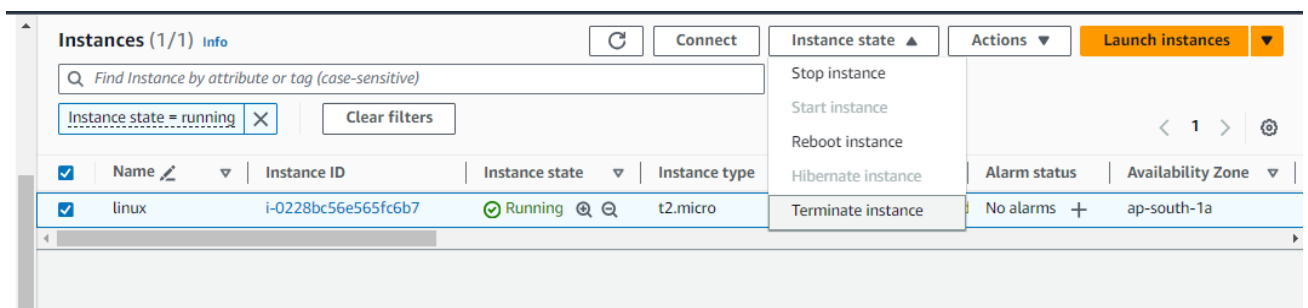 Instances (1/1) Info
Connect
Instance state ▲
Actions ▼
Launch instances ▼
Find Instance by attribute or tag (case-sensitive)
Instance state = running
Clear filters
1
Stop instance
Start instance
Reboot instance
Hibernate instance
Terminate instance
Name Instance ID Instance state Instance type Alarm status Availability Zone
linux i-0228bc56e565fc6b7 Running t2.micro No alarms + ap-south-1a